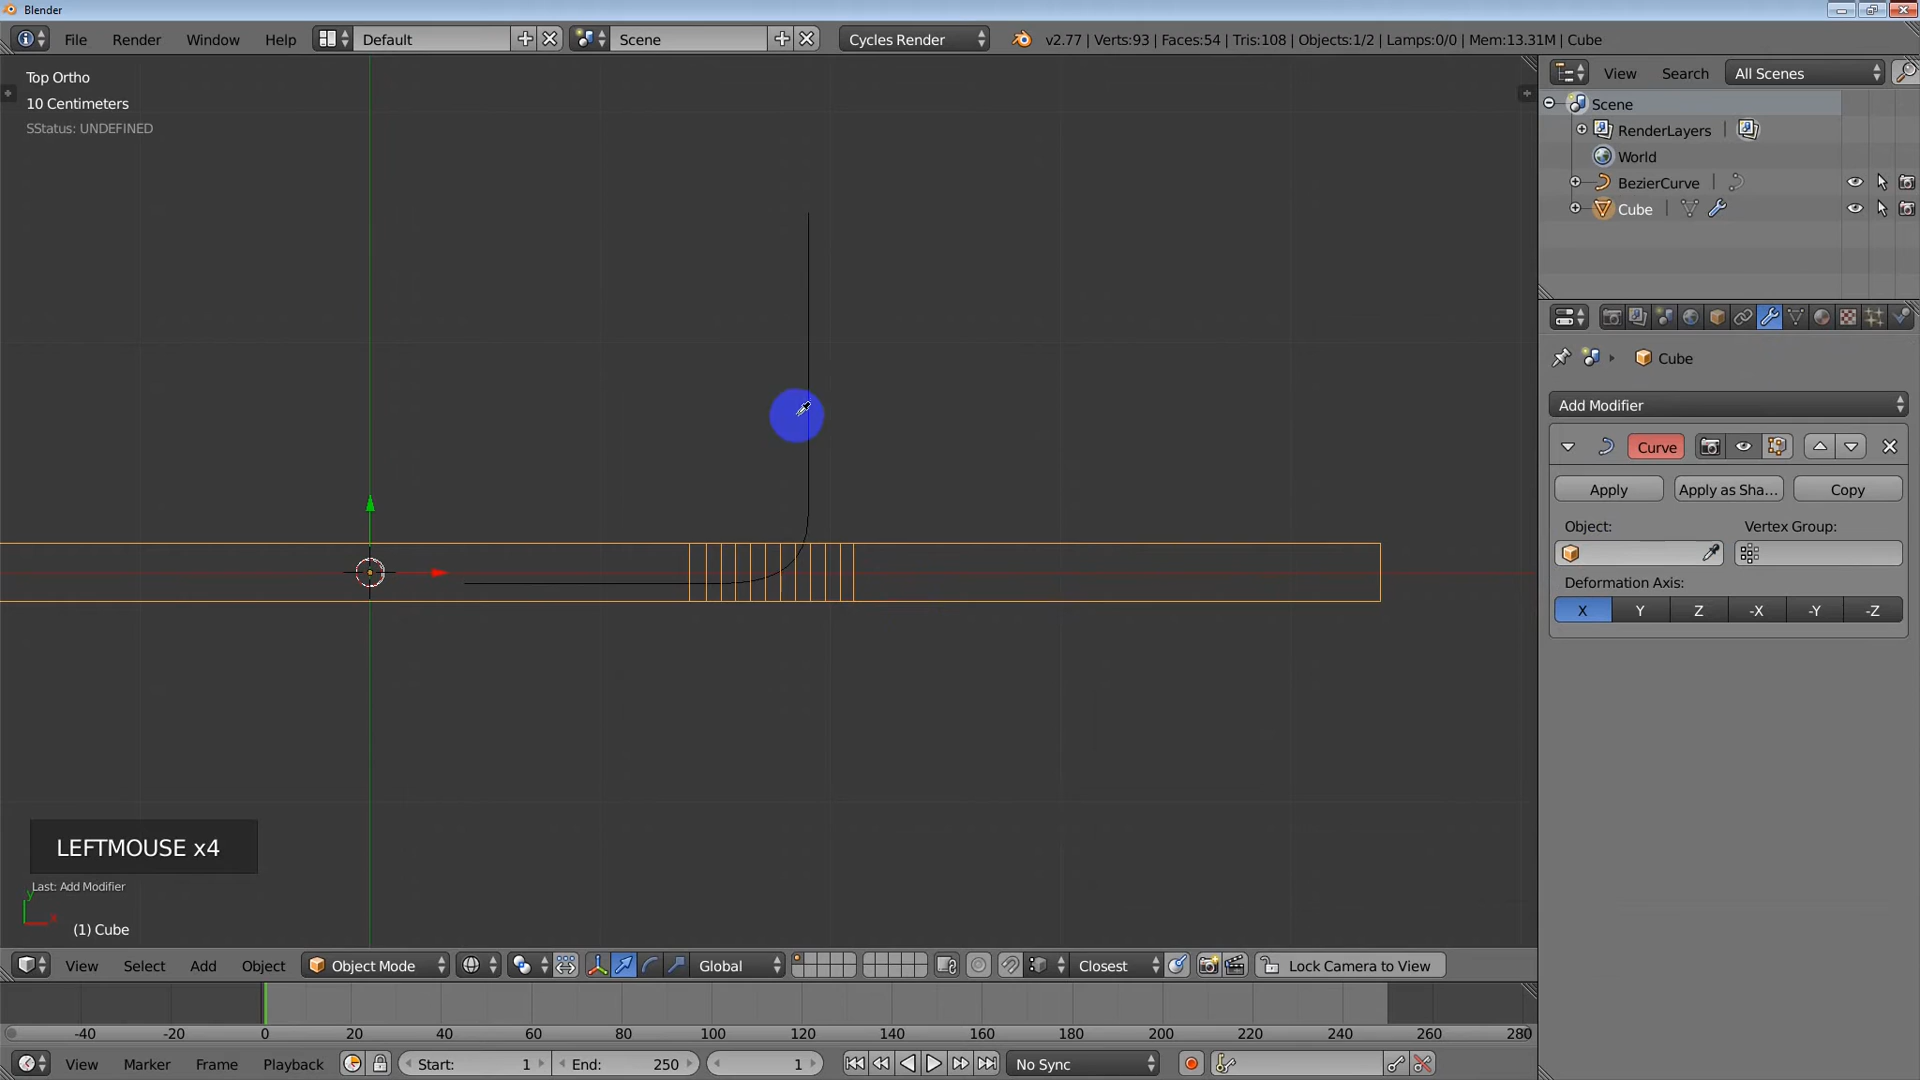 Blender
File Render Window Help Default Scene Cycles Render v2.77 | Verts:93 | Faces:54 | Tris:108 | Objects:1/2 | Lamps:0/0 | Mem:13.31M | Cube
Top Ortho
10 Centimeters
SStatus: UNDEFINED
View Search All Scenes
Scene
RenderLayers
World
BezierCurve
Cube
Cube
Add Modifier
Curve
Apply Apply as Sha... Copy
Object: Vertex Group:
Deformation Axis:
X Y Z -X -Y -Z
LEFTMOUSE x4
Last: Add Modifier
y
x
(1) Cube
View Select Add Object Object Mode Global Closest Lock Camera to View
-40 -20 0 20 40 60 80 100 120 140 160 180 200 220 240 260 280
View Marker Frame Playback Start: 1 End: 250 1 No Sync